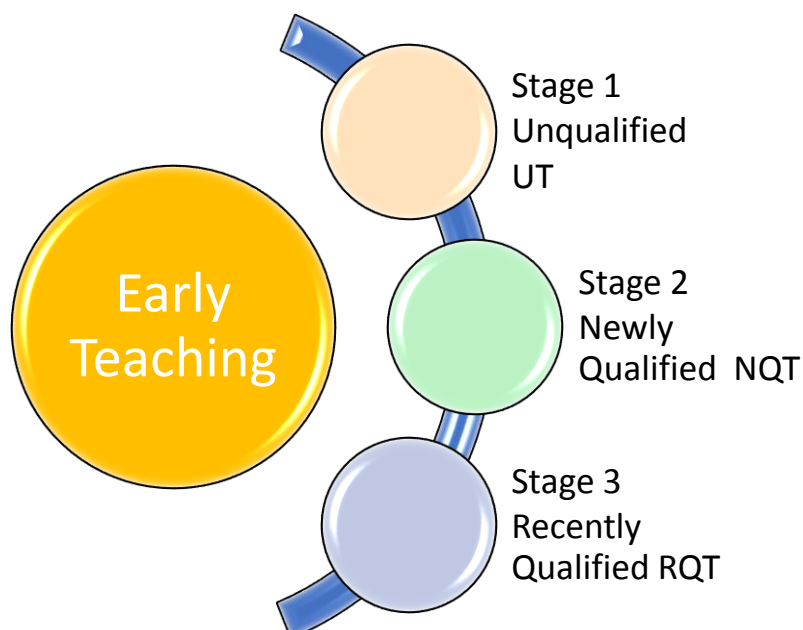 Early
Teaching
Stage 1
Unqualified
UT
Stage 2
Newly
Qualified  NQT
Stage 3
Recently
Qualified RQT